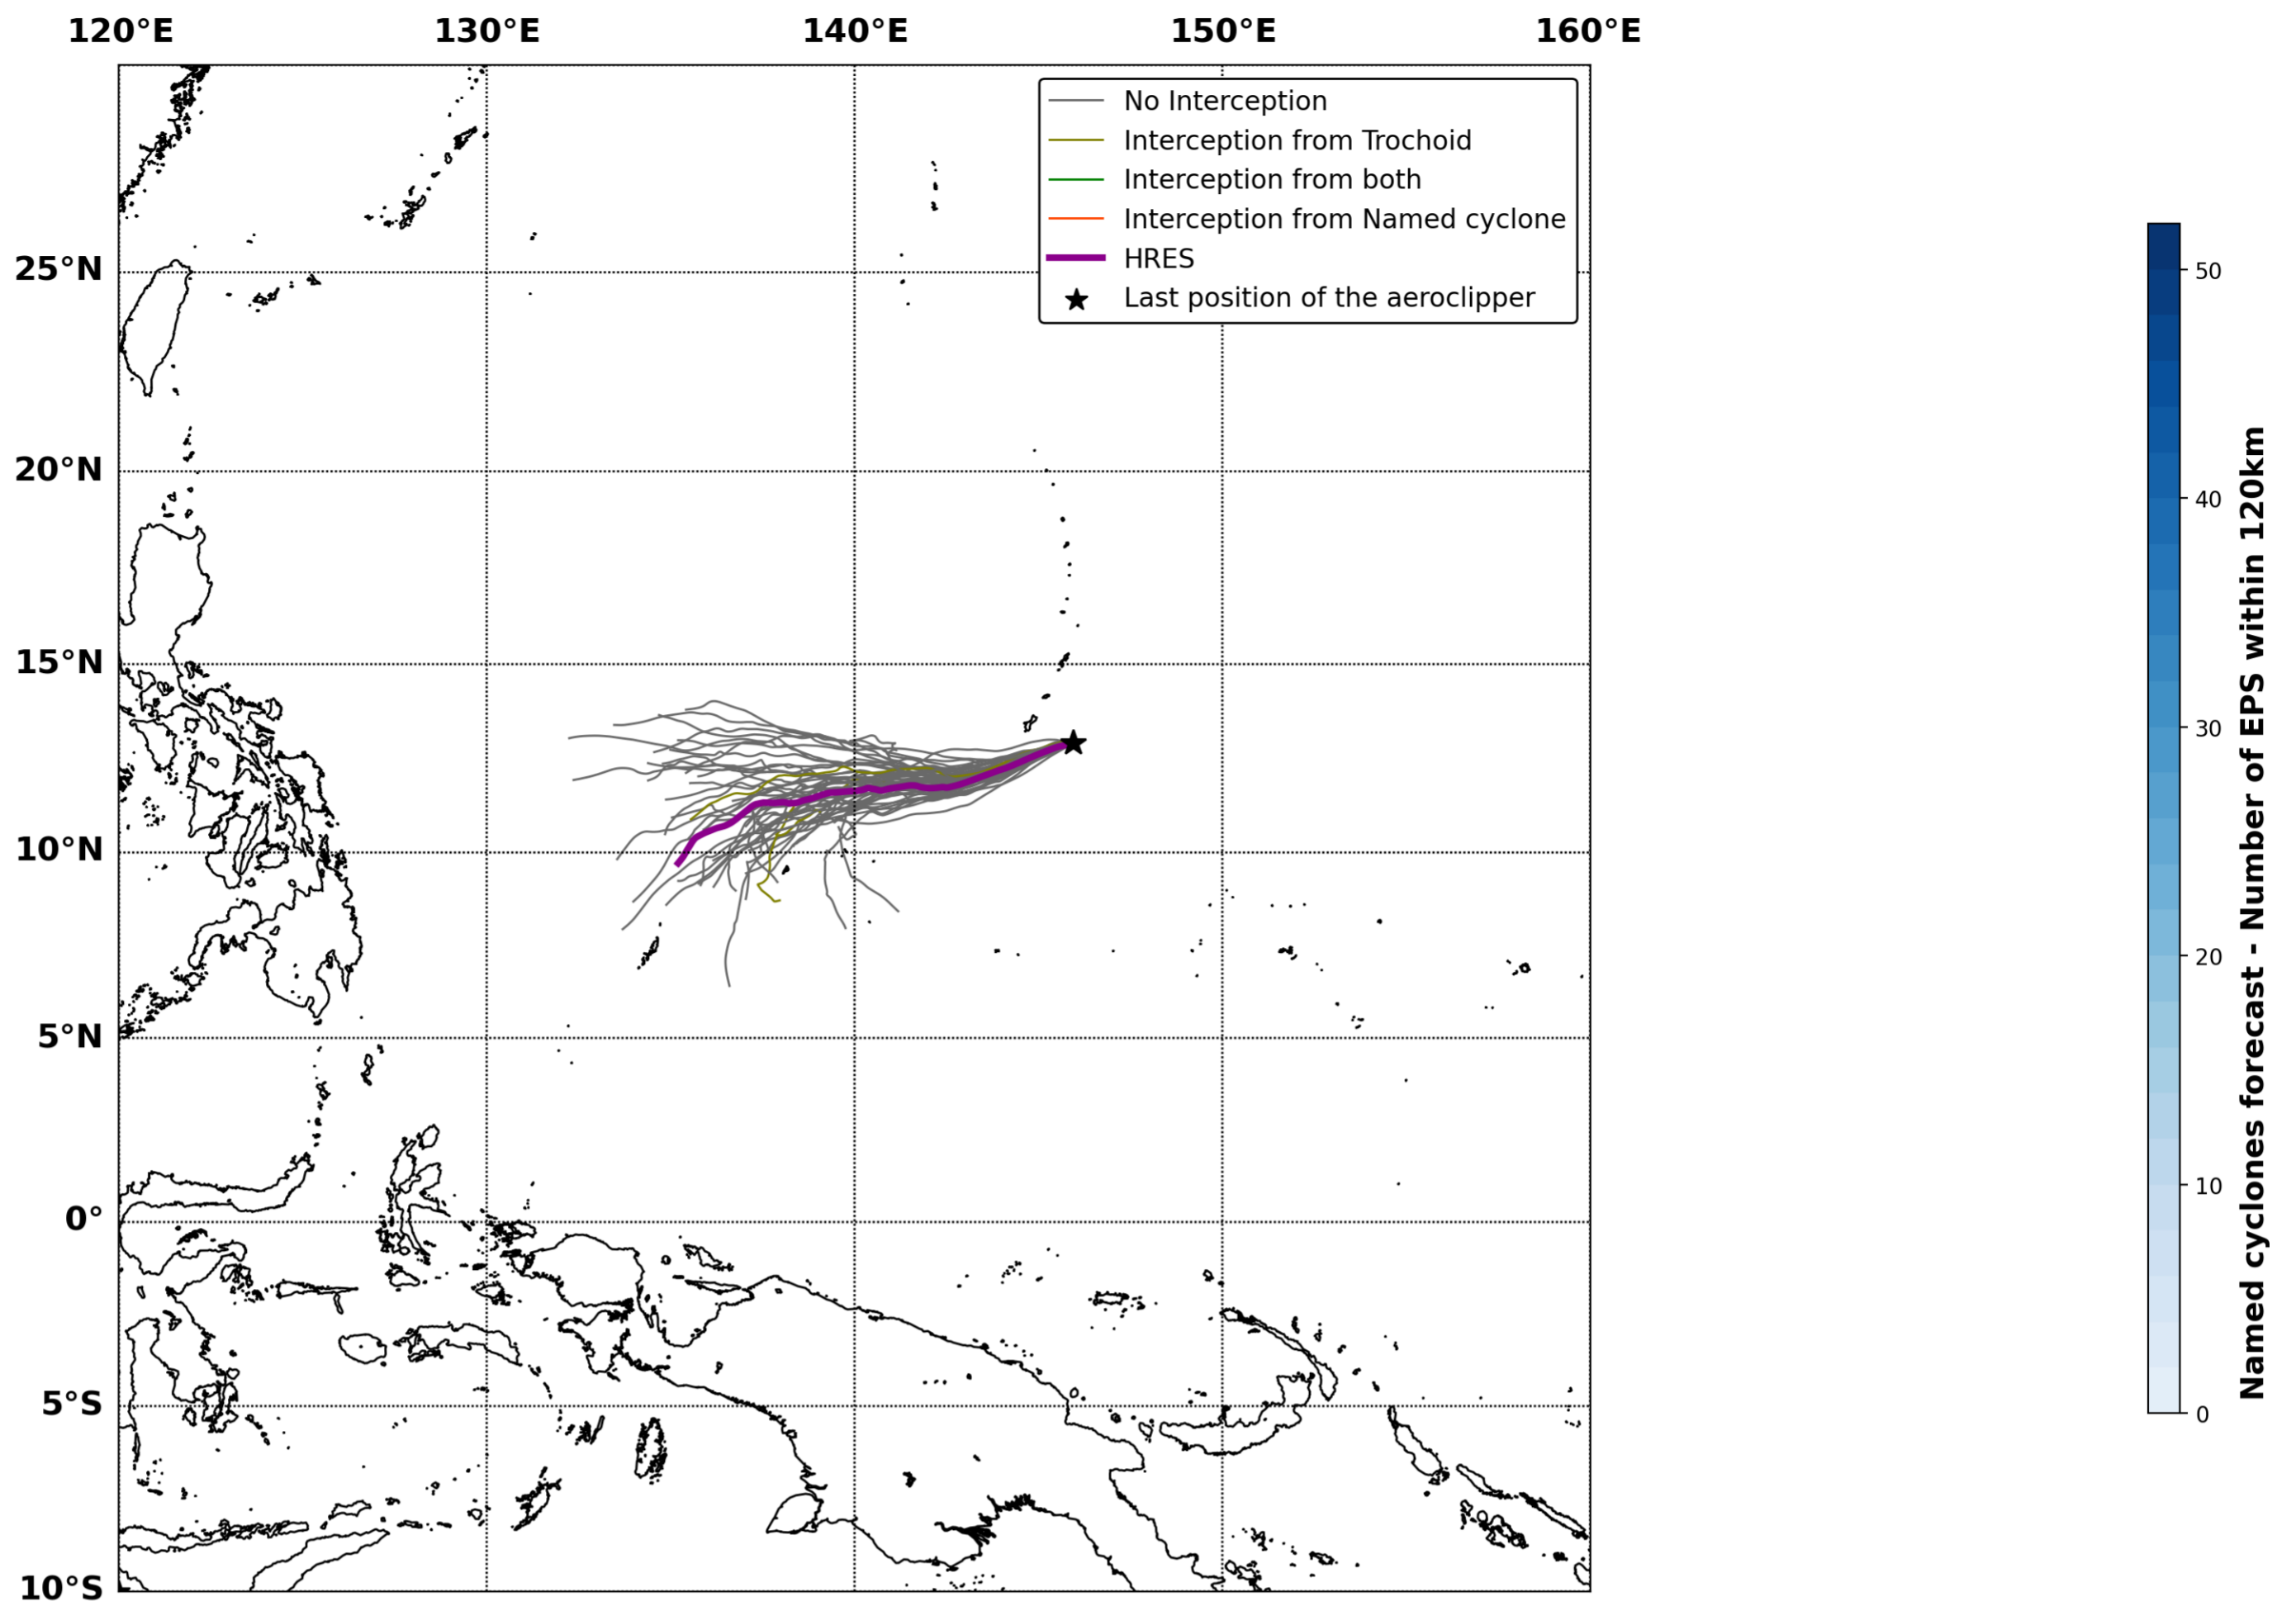 120°E 130°E 140°E 150°E 160°E
No Interception
Interception from Trochoid
Interception from both
Interception from Named cyclone
HRES
Last position of the aeroclipper
25°N
20°N
15°N
10°N
5°N
0°
5°S
10°S
50
40
30
20
10
0
Named cyclones forecast - Number of EPS within 120km